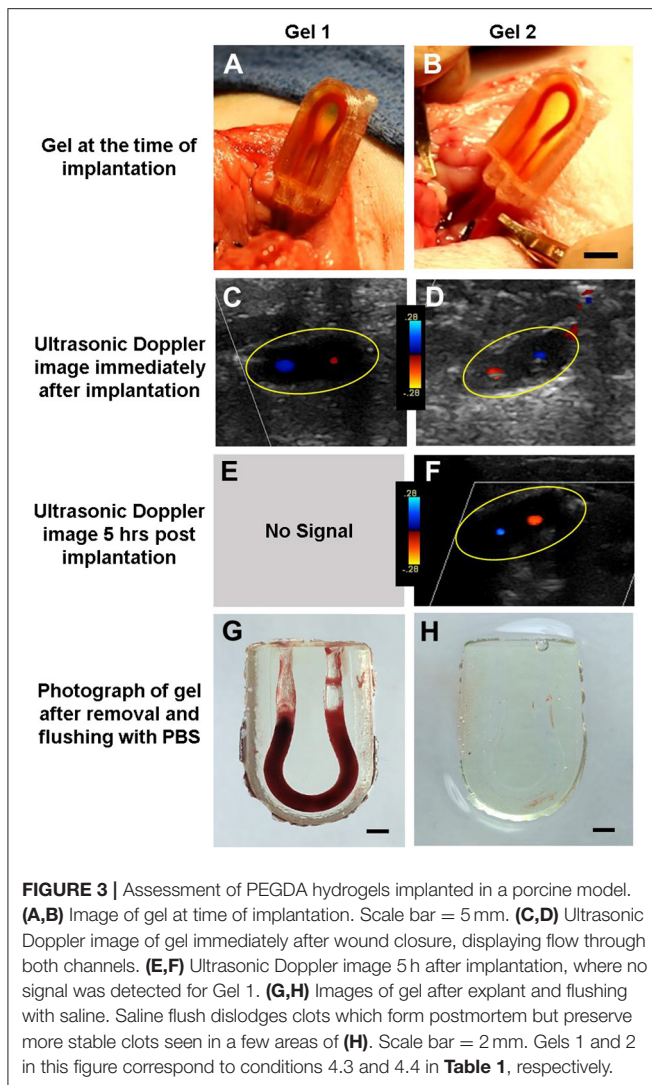 Gel 1 Gel 2
A B
Gel at the time of
implantation
C D
.28 -.28
Ultrasonic Doppler
image immediately
after implantation
E F
.28 -.28
Ultrasonic Doppler
image 5 hrs post
implantation
No Signal
G H
Photograph of gel
after removal and
flushing with PBS
FIGURE 3 | Assessment of PEGDA hydrogels implanted in a porcine model.
(A,B) Image of gel at time of implantation. Scale bar = 5 mm. (C,D) Ultrasonic
Doppler image of gel immediately after wound closure, displaying flow through
both channels. (E,F) Ultrasonic Doppler image 5 h after implantation, where no
signal was detected for Gel 1. (G,H) Images of gel after explant and flushing
with saline. Saline flush dislodges clots which form postmortem but preserve
more stable clots seen in a few areas of (H). Scale bar = 2 mm. Gels 1 and 2
in this figure correspond to conditions 4.3 and 4.4 in Table 1, respectively.